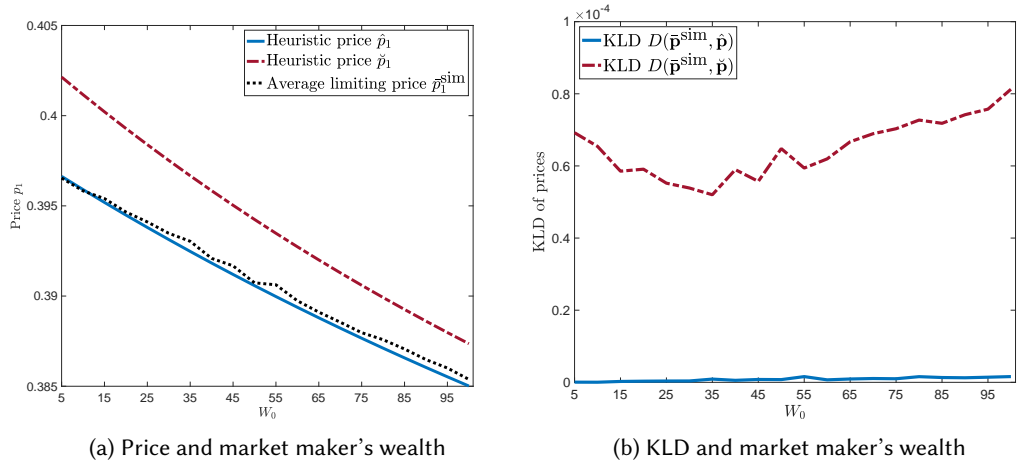 0.405
0.4
0.395
0.39
0.385
Price p₁
5 15 25 35 45 55 65 75 85 95
W₀
Heuristic price p̂₁
Heuristic price p̆₁
Average limiting price p̄₁ˢⁱᵐ
(a) Price and market maker's wealth
×10⁻⁴
1
0.8
0.6
0.4
0.2
0
KLD of prices
5 15 25 35 45 55 65 75 85 95
W₀
KLD D(p̄ˢⁱᵐ, p̂)
KLD D(p̄ˢⁱᵐ, p̆)
(b) KLD and market maker's wealth